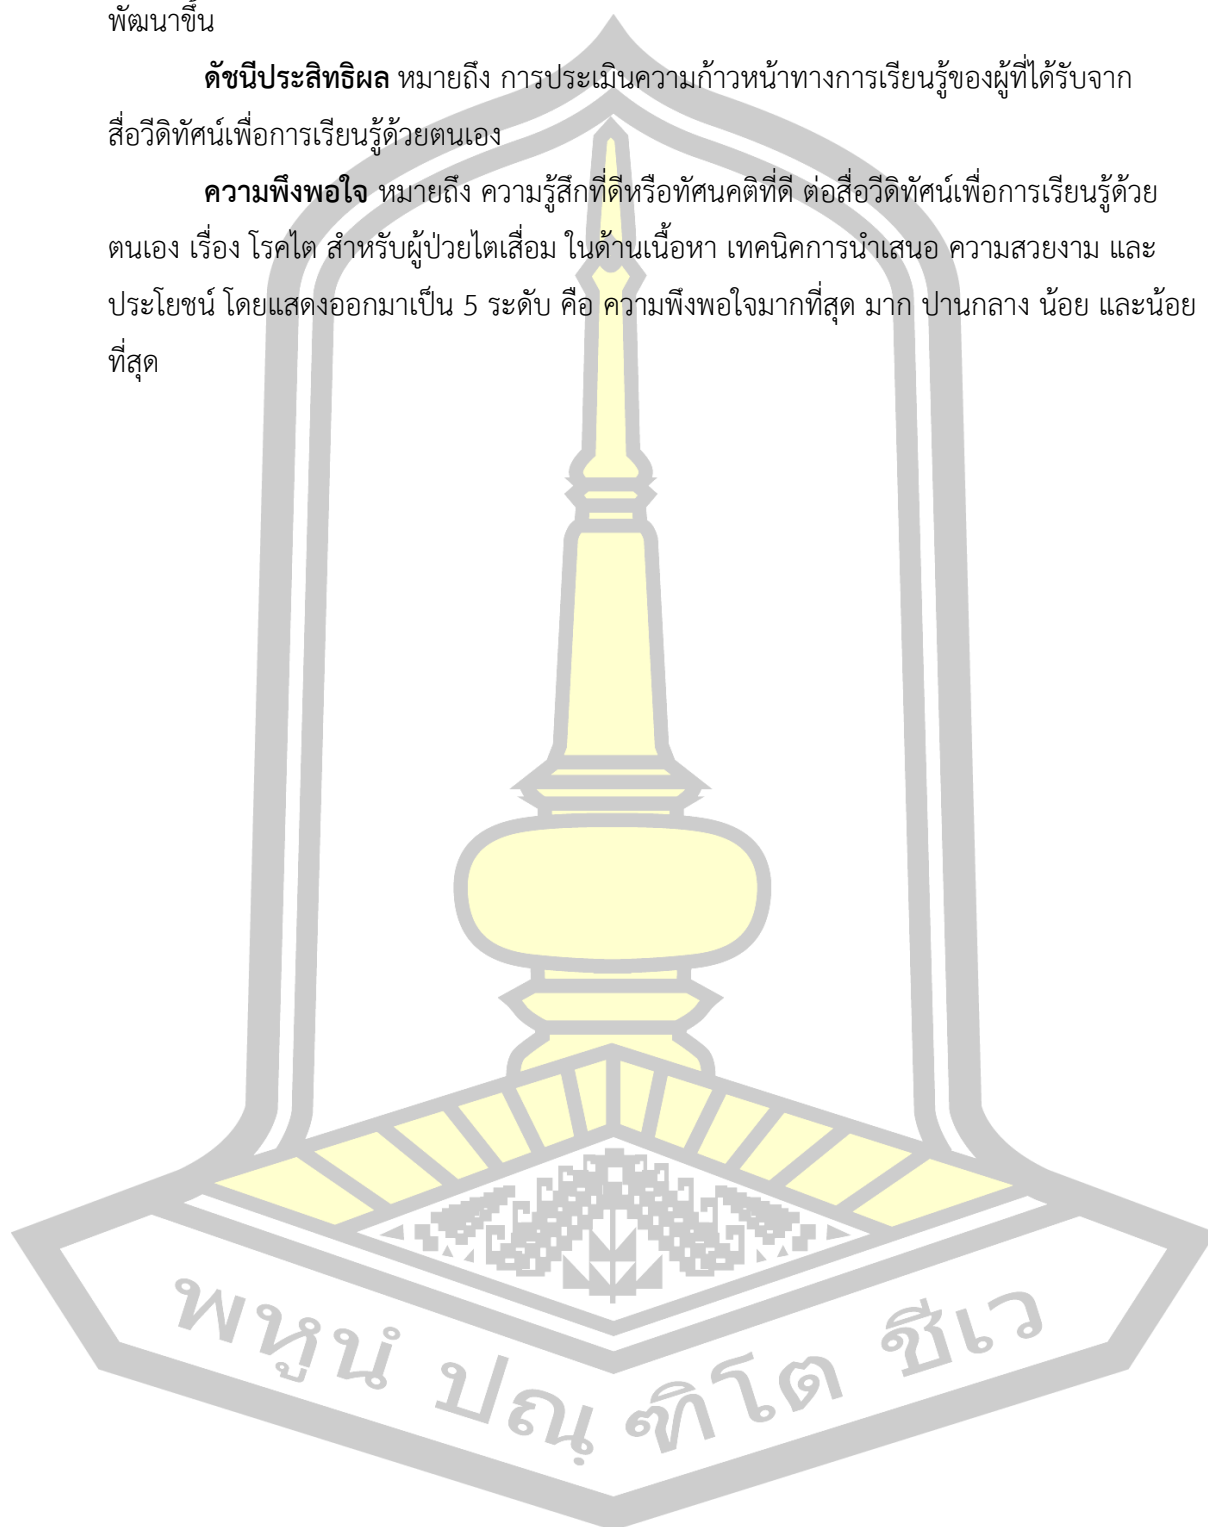 พัฒนาขึ้น
ดัชนีประสิทธิผล หมายถึง การประเมินความก้าวหน้าทางการเรียนรู้ของผู้ที่ได้รับจาก
สื่อวีดิทัศน์เพื่อการเรียนรู้ด้วยตนเอง
ความพึงพอใจ หมายถึง ความรู้สึกที่ดีหรือทัศนคติที่ดี ต่อสื่อวีดิทัศน์เพื่อการเรียนรู้ด้วย
ตนเอง เรื่อง โรคไต สำหรับผู้ป่วยไตเสื่อม ในด้านเนื้อหา เทคนิคการนำเสนอ ความสวยงาม และ
ประโยชน์ โดยแสดงออกมาเป็น 5 ระดับ คือ ความพึงพอใจมากที่สุด มาก ปานกลาง น้อย และน้อย
ที่สุด
พหูนํ ปณฺฑิโต ชีเว